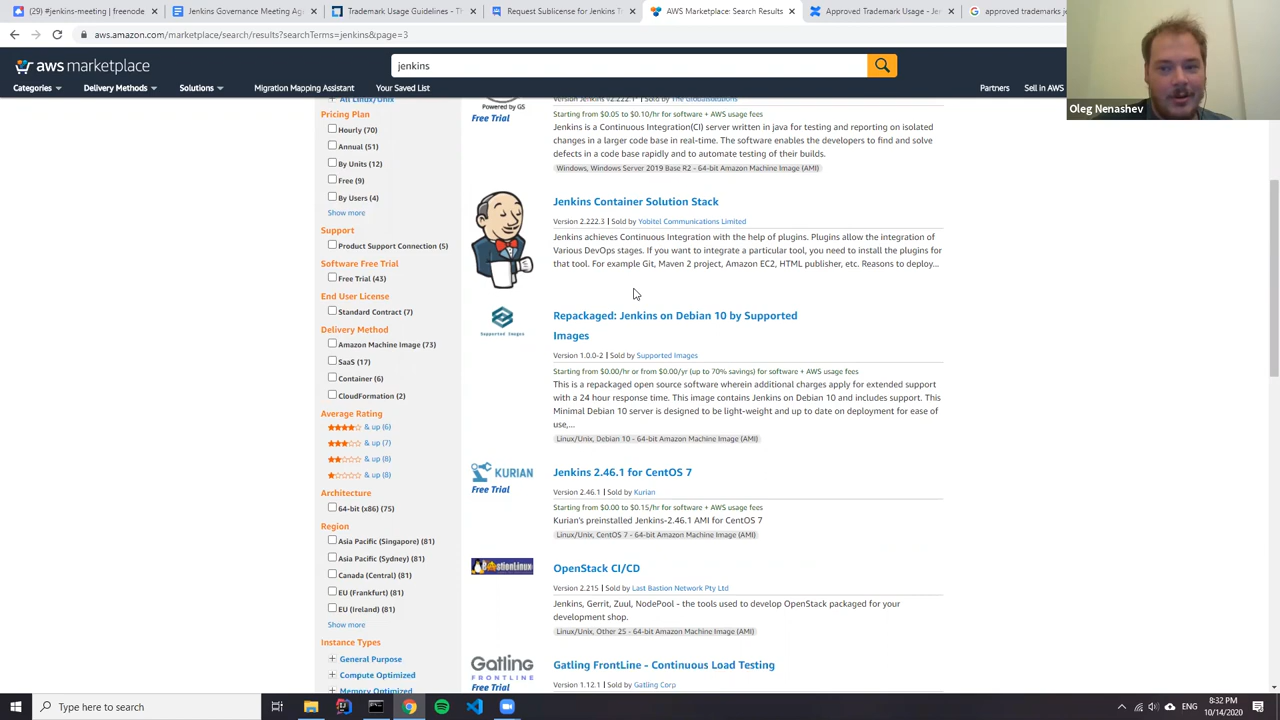 (29) #jenkins-meeting | freenode
Jenkins Governance Meeting Ag
Trademark Usage Guidelines - Th
Request Sublicense for Jenkins T
AWS Marketplace: Search Results
Approved Trademark Usage - Je
approved trademarks j
aws.amazon.com/marketplace/search/results?searchTerms=jenkins&page=3
aws marketplace
jenkins
Categories
Delivery Methods
Solutions
Migration Mapping Assistant
Your Saved List
Partners
Sell in AWS
Oleg Nenashev
All Linux/Unix
Pricing Plan
Hourly (70)
Annual (51)
By Units (12)
Free (9)
By Users (4)
Show more
Support
Product Support Connection (5)
Software Free Trial
Free Trial (43)
End User License
Standard Contract (7)
Delivery Method
Amazon Machine Image (73)
SaaS (17)
Container (6)
CloudFormation (2)
Average Rating
& up (6)
& up (7)
& up (8)
& up (8)
Architecture
64-bit (x86) (75)
Region
Asia Pacific (Singapore) (81)
Asia Pacific (Sydney) (81)
Canada (Central) (81)
EU (Frankfurt) (81)
EU (Ireland) (81)
Show more
Instance Types
General Purpose
Compute Optimized
Memory Optimized
Powered by GS
Free Trial
Version Jenkins v2.222.1* | Sold by The Globalsolutions
Starting from $0.05 to $0.10/hr for software + AWS usage fees
Jenkins is a Continuous Integration(CI) server written in java for testing and reporting on isolated
changes in a larger code base in real-time. The software enables the developers to find and solve
defects in a code base rapidly and to automate testing of their builds.
Windows, Windows Server 2019 Base R2 - 64-bit Amazon Machine Image (AMI)
Jenkins Container Solution Stack
Version 2.222.3 | Sold by Yobitel Communications Limited
Jenkins achieves Continuous Integration with the help of plugins. Plugins allow the integration of
Various DevOps stages. If you want to integrate a particular tool, you need to install the plugins for
that tool. For example Git, Maven 2 project, Amazon EC2, HTML publisher, etc. Reasons to deploy...
Supported Images
Repackaged: Jenkins on Debian 10 by Supported
Images
Version 1.0.0-2 | Sold by Supported Images
Starting from $0.00/hr or from $0.00/yr (up to 70% savings) for software + AWS usage fees
This is a repackaged open source software wherein additional charges apply for extended support
with a 24 hour response time. This image contains Jenkins on Debian 10 and includes support. This
Minimal Debian 10 server is designed to be light-weight and up to date on deployment for ease of
use,...
Linux/Unix, Debian 10 - 64-bit Amazon Machine Image (AMI)
KURIAN
Free Trial
Jenkins 2.46.1 for CentOS 7
Version 2.46.1 | Sold by Kurian
Starting from $0.00 to $0.15/hr for software + AWS usage fees
Kurian's preinstalled Jenkins-2.46.1 AMI for CentOS 7
Linux/Unix, CentOS 7 - 64-bit Amazon Machine Image (AMI)
BastionLinux
OpenStack CI/CD
Version 2.215 | Sold by Last Bastion Network Pty Ltd
Jenkins, Gerrit, Zuul, NodePool - the tools used to develop OpenStack packaged for your
development shop.
Linux/Unix, Other 25 - 64-bit Amazon Machine Image (AMI)
Gatling
FRONTLINE
Free Trial
Gatling FrontLine - Continuous Load Testing
Version 1.12.1 | Sold by Gatling Corp
Type here to search
ENG
8:32 PM
10/14/2020